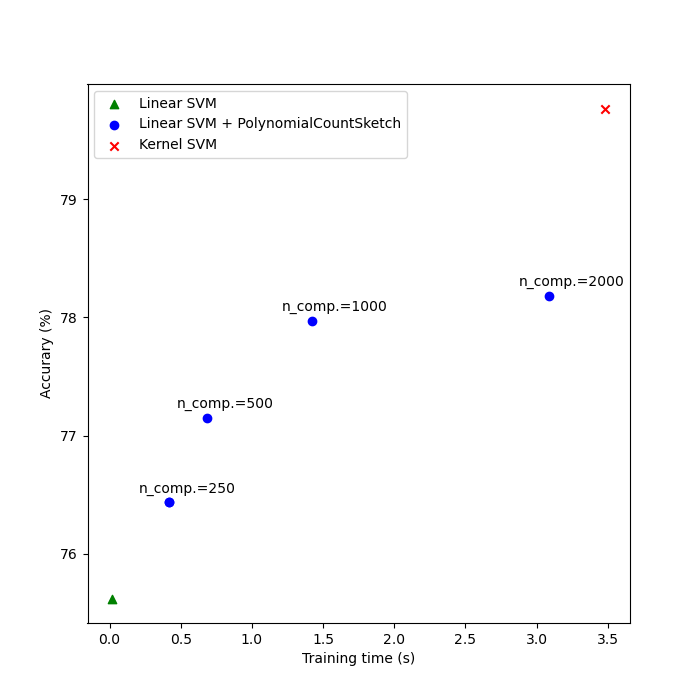 Linear SVM
Linear SVM + PolynomialCountSketch
Kernel SVM
79
n_comp.=2000
n_comp.=1000
78
Accurary (%)
n_comp.=500
77
n_comp.=250
76
0.0 0.5 1.0 1.5 2.0 2.5 3.0 3.5
Training time (s)